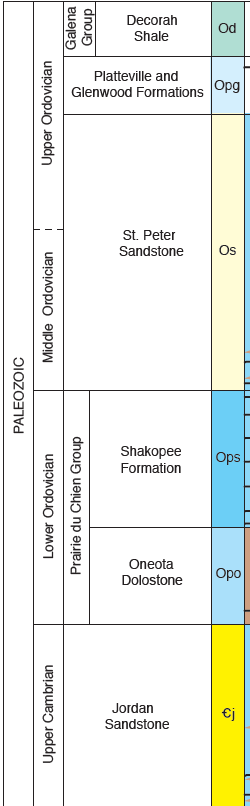 PALEOZOIC
Upper Ordovician
Galena
Group
Decorah
Shale
Od
Platteville and
Glenwood Formations
Opg
St. Peter
Sandstone
Os
Middle Ordovician
Lower Ordovician
Prairie du Chien Group
Shakopee
Formation
Ops
Oneota
Dolostone
Opo
Upper Cambrian
Jordan
Sandstone
€j